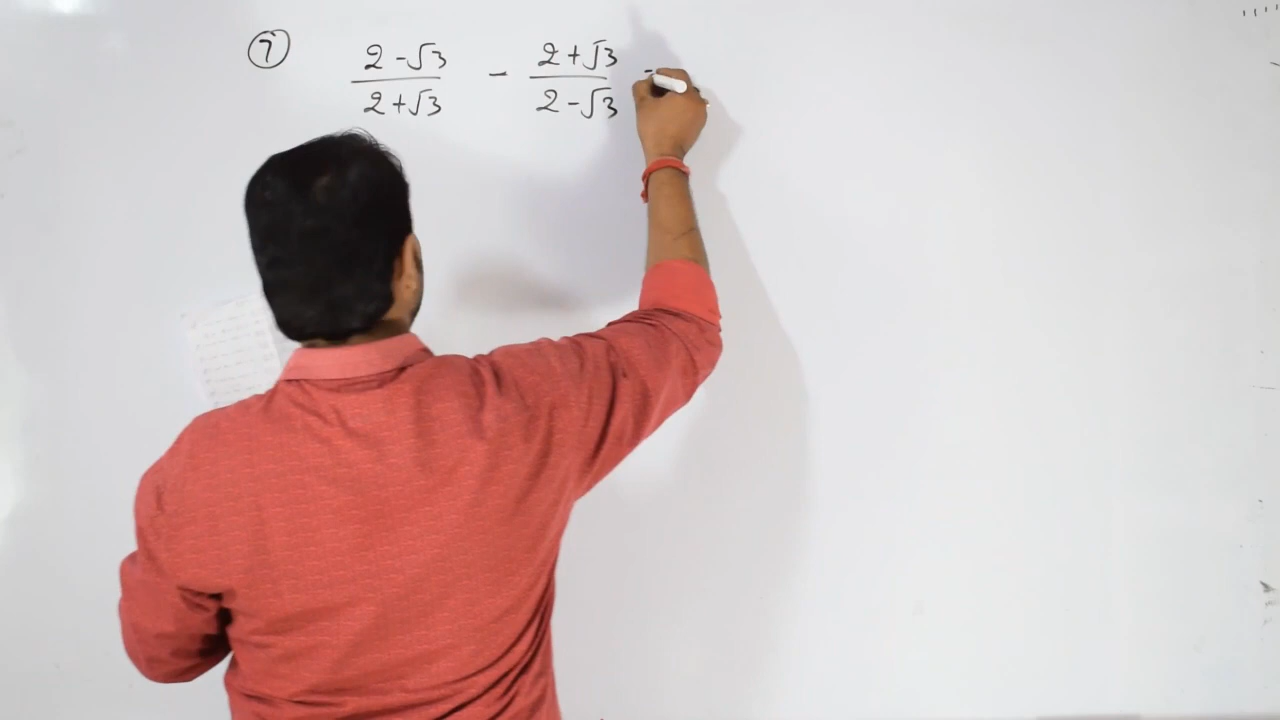 ⑦ (2-√3)/(2+√3) - (2+√3)/(2-√3) =